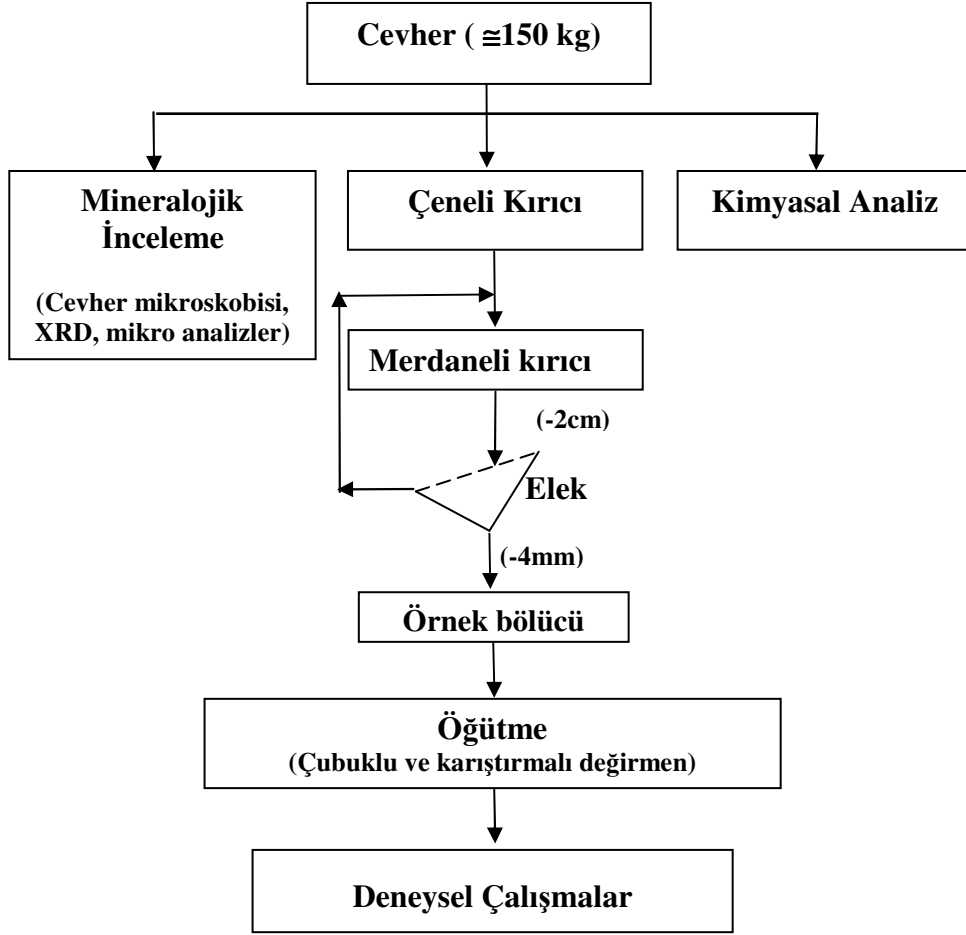 Cevher ( ≅150 kg)
Mineralojik
İnceleme
(Cevher mikroskobisi,
XRD, mikro analizler)
Çeneli Kırıcı
Kimyasal Analiz
Merdaneli kırıcı
(-2cm)
Elek
(-4mm)
Örnek bölücü
Öğütme
(Çubuklu ve karıştırmalı değirmen)
Deneysel Çalışmalar